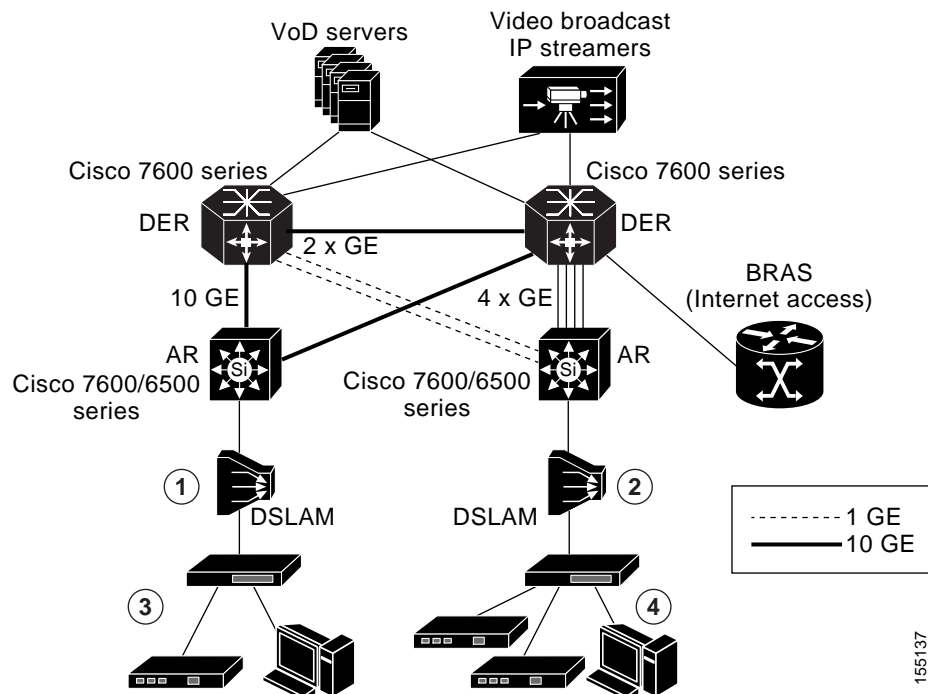 VoD servers
Video broadcast
IP streamers
Cisco 7600 series
Cisco 7600 series
DER
DER
2 x GE
BRAS
(Internet access)
10 GE
4 x GE
AR
Si
Si
AR
Cisco 7600/6500
series
Cisco 7600/6500
series
1
2
DSLAM
DSLAM
1 GE
10 GE
3
4
155137